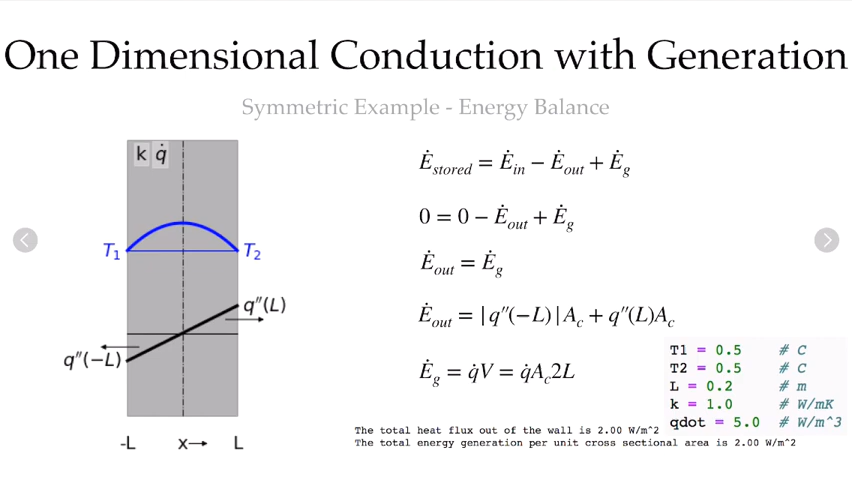 One Dimensional Conduction with Generation
Symmetric Example - Energy Balance
k q̇
T₁
T₂
q″(L)
q″(−L)
-L x→ L
Ė_stored = Ė_in − Ė_out + Ė_g
0 = 0 − Ė_out + Ė_g
Ė_out = Ė_g
Ė_out = |q″(−L)|A_c + q″(L)A_c
Ė_g = q̇V = q̇A_c2L
T1 = 0.5 # C
T2 = 0.5 # C
L = 0.2 # m
k = 1.0 # W/mK
qdot = 5.0 # W/m^3
The total heat flux out of the wall is 2.00 W/m^2
The total energy generation per unit cross sectional area is 2.00 W/m^2